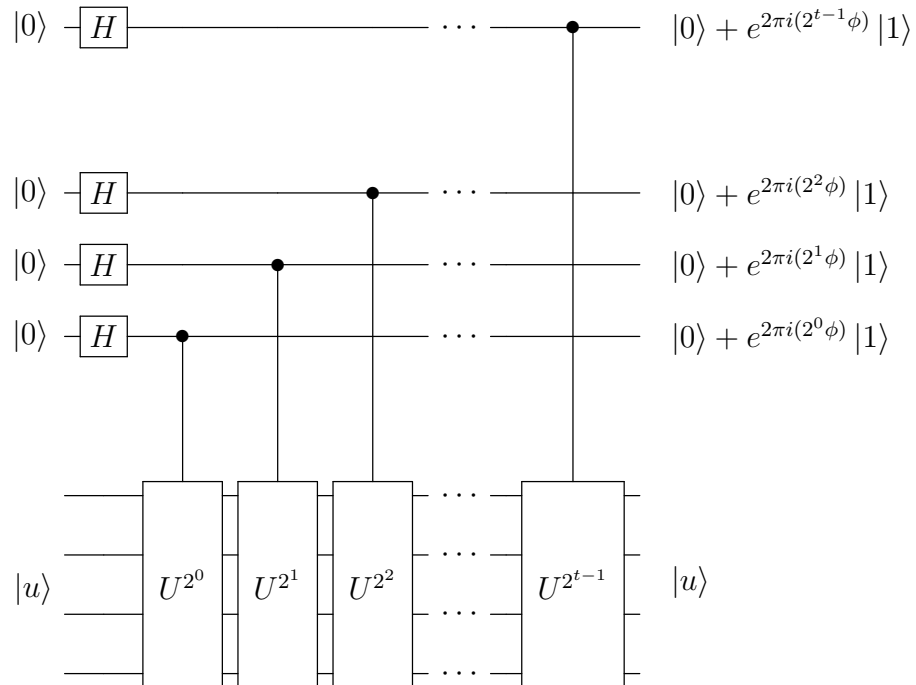 |0⟩ H ··· |0⟩ + e^{2πi(2^{t−1}φ)} |1⟩
|0⟩ H ··· |0⟩ + e^{2πi(2^2φ)} |1⟩
|0⟩ H ··· |0⟩ + e^{2πi(2^1φ)} |1⟩
|0⟩ H ··· |0⟩ + e^{2πi(2^0φ)} |1⟩
···
···
|u⟩ U^{2^0} U^{2^1} U^{2^2} U^{2^{t−1}} |u⟩
···
···